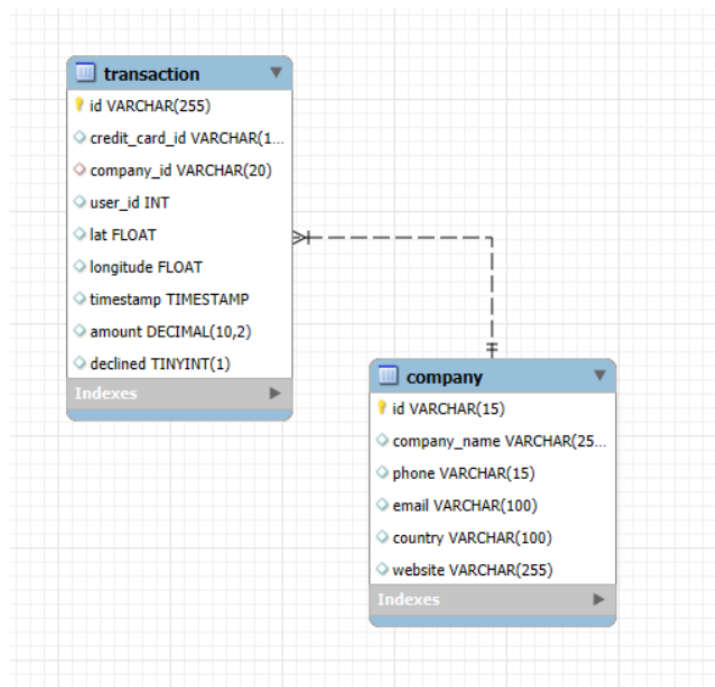 transaction
id VARCHAR(255)
credit_card_id VARCHAR(1...
company_id VARCHAR(20)
user_id INT
lat FLOAT
longitude FLOAT
timestamp TIMESTAMP
amount DECIMAL(10,2)
declined TINYINT(1)
Indexes
company
id VARCHAR(15)
company_name VARCHAR(25...
phone VARCHAR(15)
email VARCHAR(100)
country VARCHAR(100)
website VARCHAR(255)
Indexes